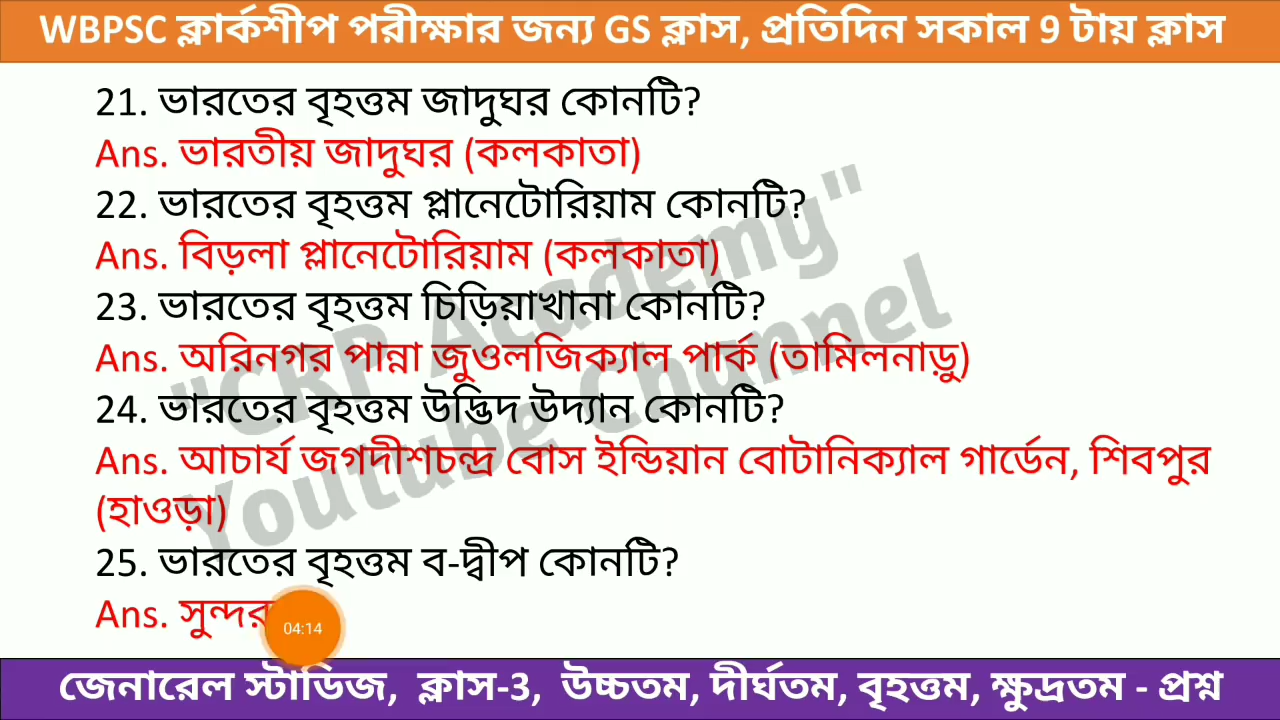 WBPSC ক্লার্কশীপ পরীক্ষার জন্য GS ক্লাস, প্রতিদিন সকাল 9 টায় ক্লাস
21. ভারতের বৃহত্তম জাদুঘর কোনটি?
Ans. ভারতীয় জাদুঘর (কলকাতা)
22. ভারতের বৃহত্তম প্লানেটোরিয়াম কোনটি?
Ans. বিড়লা প্লানেটোরিয়াম (কলকাতা)
23. ভারতের বৃহত্তম চিড়িয়াখানা কোনটি?
Ans. অরিনগর পান্না জুওলজিক্যাল পার্ক (তামিলনাড়ু)
24. ভারতের বৃহত্তম উদ্ভিদ উদ্যান কোনটি?
Ans. আচার্য জগদীশচন্দ্র বোস ইন্ডিয়ান বোটানিক্যাল গার্ডেন, শিবপুর
(হাওড়া)
25. ভারতের বৃহত্তম ব-দ্বীপ কোনটি?
Ans.
04:14
"CRP Academy"
Youtube Channel
জেনারেল স্টাডিজ, ক্লাস-3, উচ্চতম, দীর্ঘতম, বৃহত্তম, ক্ষুদ্রতম - প্রশ্ন